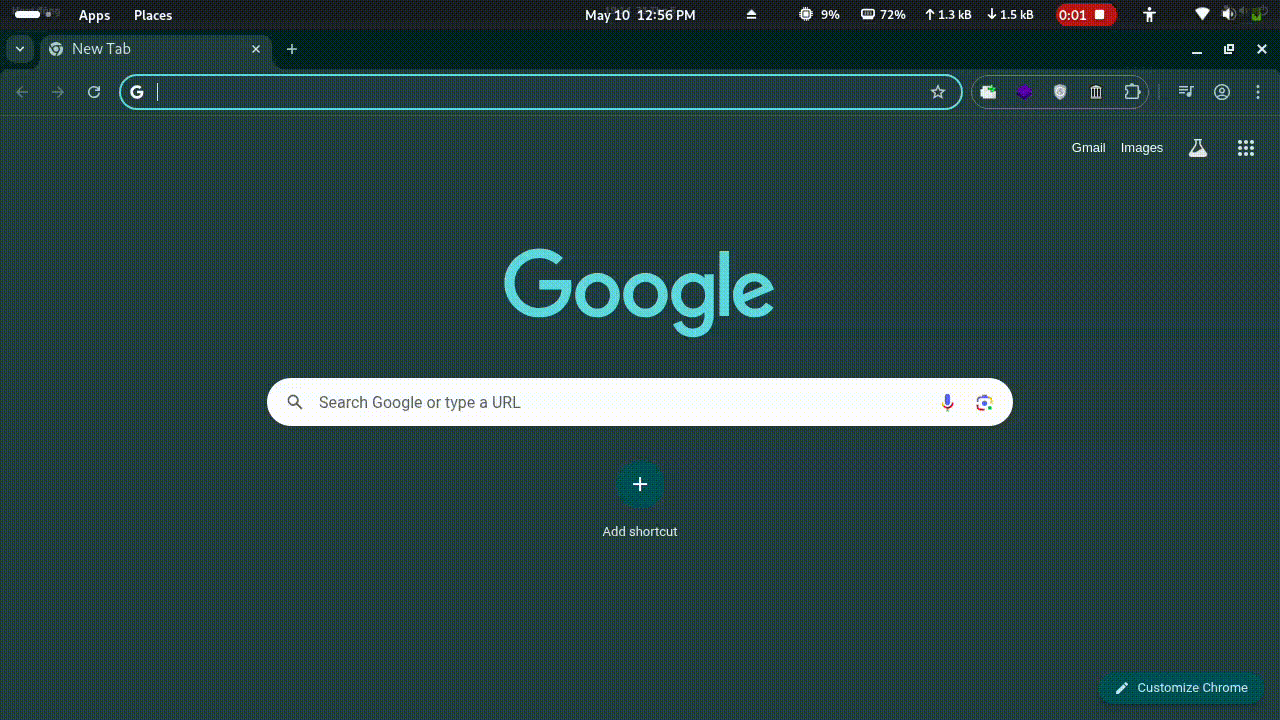 Apps Places May 10 12:56 PM 9% 72% 1.3 kB 1.5 kB 0:01
New Tab
Gmail Images
Google
Search Google or type a URL
Add shortcut
Customize Chrome